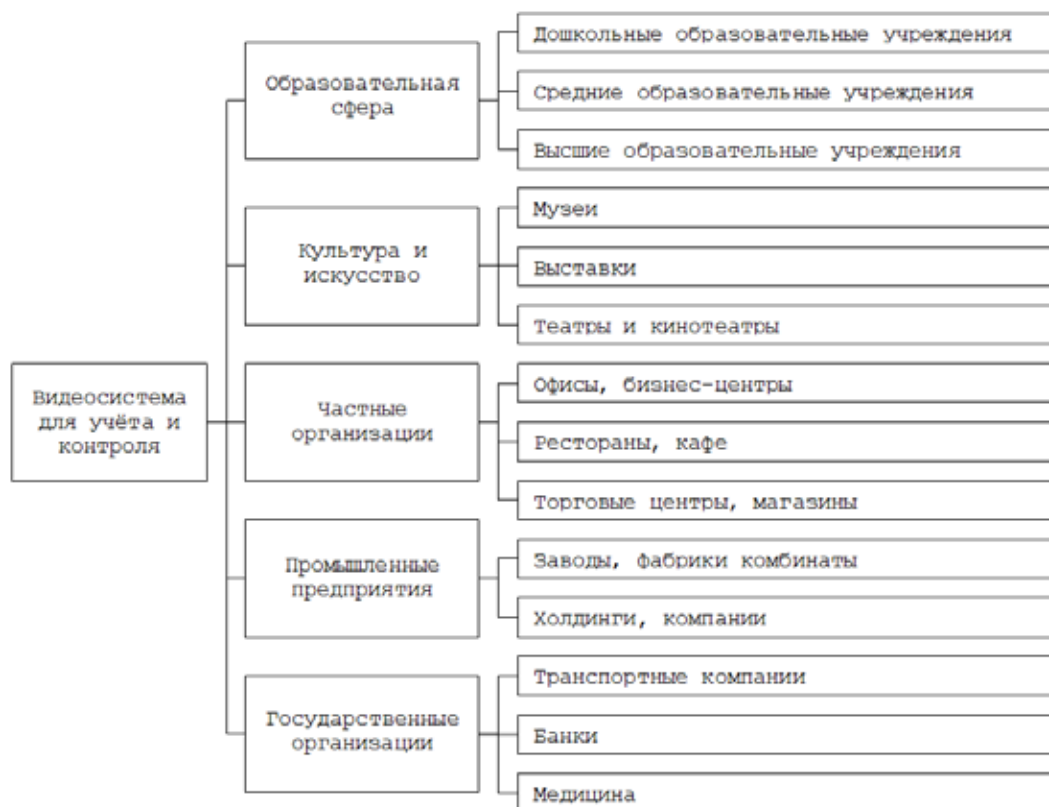 Видеосистема
для учёта и
контроля
Образовательная
сфера
Дошкольные образовательные учреждения
Средние образовательные учреждения
Высшие образовательные учреждения
Культура и
искусство
Музеи
Выставки
Театры и кинотеатры
Частные
организации
Офисы, бизнес-центры
Рестораны, кафе
Торговые центры, магазины
Промышленные
предприятия
Заводы, фабрики комбинаты
Холдинги, компании
Государственные
организации
Транспортные компании
Банки
Медицина